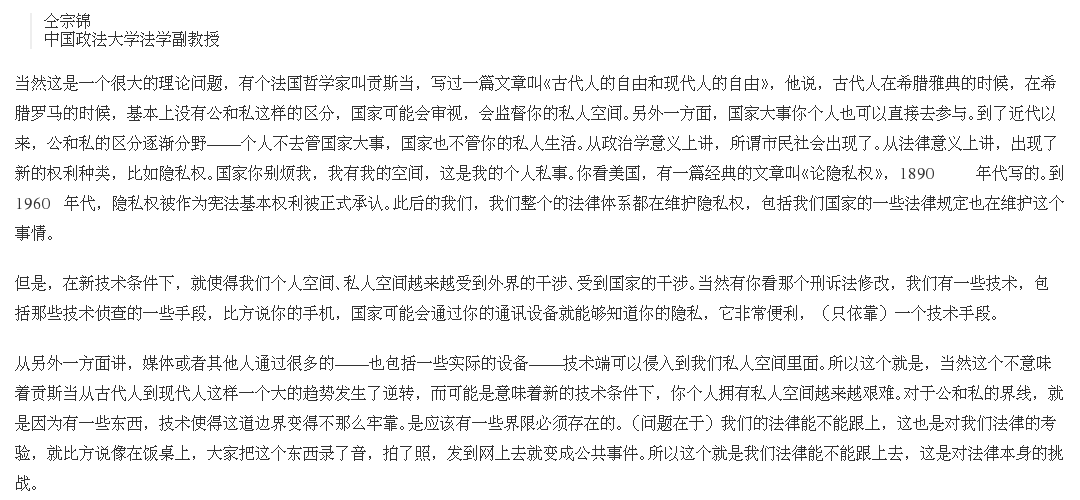 仝宗锦
中国政法大学法学副教授
当然这是一个很大的理论问题，有个法国哲学家叫贡斯当，写过一篇文章叫《古代人的自由和现代人的自由》，他说，古代人在希腊雅典的时候，在希
腊罗马的时候，基本上没有公和私这样的区分，国家可能会审视，会监督你的私人空间。另外一方面，国家大事你个人也可以直接去参与。到了近代以
来，公和私的区分逐渐分野——个人不去管国家大事，国家也不管你的私人生活。从政治学意义上讲，所谓市民社会出现了。从法律意义上讲，出现了
新的权利种类，比如隐私权。国家你别烦我，我有我的空间，这是我的个人私事。你看美国，有一篇经典的文章叫《论隐私权》，1890 年代写的。到
1960 年代，隐私权被作为宪法基本权利被正式承认。此后的我们，我们整个的法律体系都在维护隐私权，包括我们国家的一些法律规定也在维护这个
事情。
但是，在新技术条件下，就使得我们个人空间、私人空间越来越受到外界的干涉、受到国家的干涉。当然有你看那个刑诉法修改，我们有一些技术，包
括那些技术侦查的一些手段，比方说你的手机，国家可能会通过你的通讯设备就能够知道你的隐私，它非常便利，（只依靠）一个技术手段。
从另外一方面讲，媒体或者其他人通过很多的——也包括一些实际的设备——技术端可以侵入到我们私人空间里面。所以这个就是，当然这个不意味
着贡斯当从古代人到现代人这样一个大的趋势发生了逆转，而可能是意味着新的技术条件下，你个人拥有私人空间越来越艰难。对于公和私的界线，就
是因为有一些东西，技术使得这道边界变得不那么牢靠。是应该有一些界限必须存在的。（问题在于）我们的法律能不能跟上，这也是对我们法律的考
验，就比方说像在饭桌上，大家把这个东西录了音，拍了照，发到网上去就变成公共事件。所以这个就是我们法律能不能跟上去，这是对法律本身的挑
战。